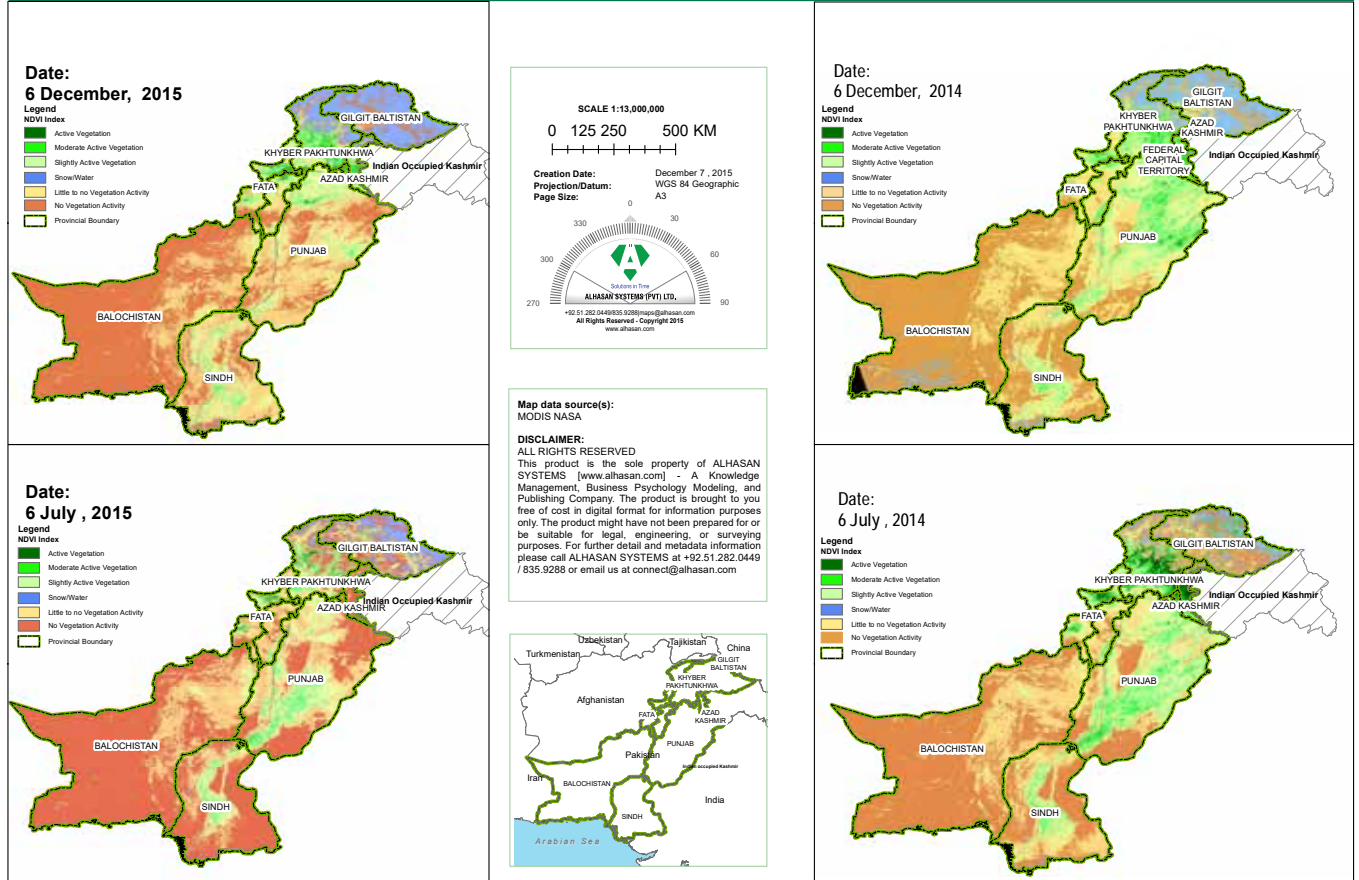 Date:
6 December, 2015
Legend
NDVI Index
Active Vegetation
Moderate Active Vegetation
Slightly Active Vegetation
Snow/Water
Little to no Vegetation Activity
No Vegetation Activity
Provincial Boundary
GILGIT BALTISTAN
KHYBER PAKHTUNKHWA
Indian Occupied Kashmir
AZAD KASHMIR
FATA
PUNJAB
BALOCHISTAN
SINDH
SCALE 1:13,000,000
0 125 250 500 KM
Creation Date: December 7 , 2015
Projection/Datum: WGS 84 Geographic
Page Size: A3
0
330 30
300 60
270 90
Solutions in Time
ALHASAN SYSTEMS (PVT) LTD,
+92.51.282.0449/835.9288|maps@alhasan.com
All Rights Reserved - Copyright 2015
www.alhasan.com
Date:
6 December, 2014
Legend
NDVI Index
Active Vegetation
Moderate Active Vegetation
Slightly Active Vegetation
Snow/Water
Little to no Vegetation Activity
No Vegetation Activity
Provincial Boundary
GILGIT
BALTISTAN
KHYBER
PAKHTUNKHWA
AZAD
KASHMIR
FEDERAL
CAPITAL
TERRITORY
Indian Occupied Kashmir
FATA
PUNJAB
BALOCHISTAN
SINDH
Date:
6 July , 2015
Legend
NDVI Index
Active Vegetation
Moderate Active Vegetation
Slightly Active Vegetation
Snow/Water
Little to no Vegetation Activity
No Vegetation Activity
Provincial Boundary
GILGIT BALTISTAN
KHYBER PAKHTUNKHWA
Indian Occupied Kashmir
AZAD KASHMIR
FATA
PUNJAB
BALOCHISTAN
SINDH
Map data source(s):
MODIS NASA
DISCLAIMER:
ALL RIGHTS RESERVED
This product is the sole property of ALHASAN
SYSTEMS [www.alhasan.com] - A Knowledge
Management, Business Psychology Modeling, and
Publishing Company. The product is brought to you
free of cost in digital format for information purposes
only. The product might have not been prepared for or
be suitable for legal, engineering, or surveying
purposes. For further detail and metadata information
please call ALHASAN SYSTEMS at +92.51.282.0449
/ 835.9288 or email us at connect@alhasan.com
Uzbekistan
Tajikistan
Turkmenistan
China
GILGIT
BALTISTAN
KHYBER
PAKHTUNKHWA
Afghanistan
FATA
AZAD
KASHMIR
PUNJAB
Pakistan
Indian occupied Kashmir
Iran
BALOCHISTAN
India
SINDH
Arabian Sea
Date:
6 July , 2014
Legend
NDVI Index
Active Vegetation
Moderate Active Vegetation
Slightly Active Vegetation
Snow/Water
Little to no Vegetation Activity
No Vegetation Activity
Provincial Boundary
GILGIT BALTISTAN
KHYBER PAKHTUNKHWA
Indian Occupied Kashmir
AZAD KASHMIR
FATA
PUNJAB
BALOCHISTAN
SINDH